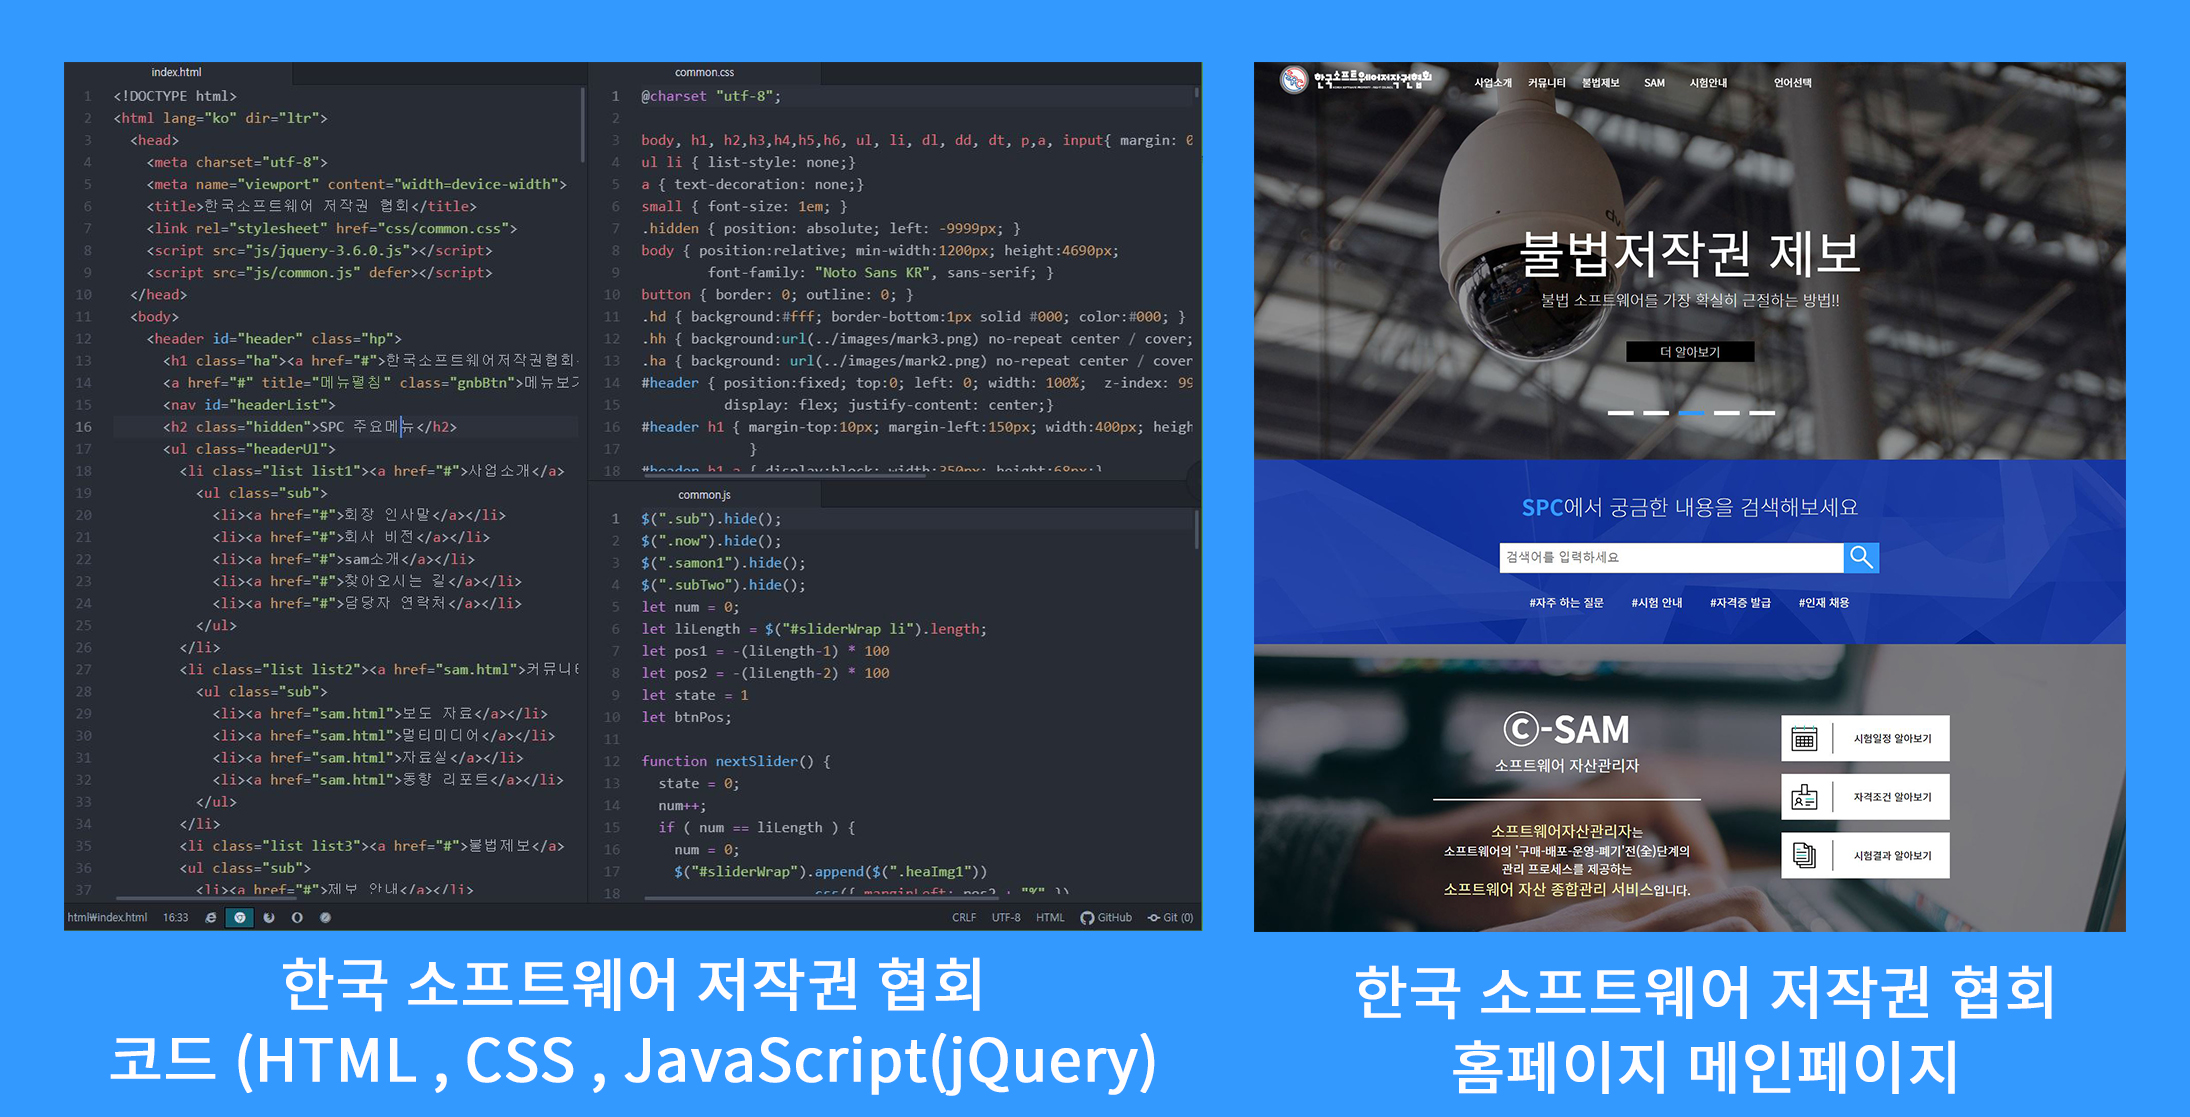 index.html
1 <!DOCTYPE html>
2 <html lang="ko" dir="ltr">
3 <head>
4 <meta charset="utf-8">
5 <meta name="viewport" content="width=device-width">
6 <title>한국소프트웨어 저작권 협회</title>
7 <link rel="stylesheet" href="css/common.css">
8 <script src="js/jquery-3.6.0.js"></script>
9 <script src="js/common.js" defer></script>
10 </head>
11 <body>
12 <header id="header" class="hp">
13 <h1 class="ha"><a href="#">한국소프트웨어저작권협회
14 <a href="#" title="메뉴펼침" class="gnbBtn">메뉴보기
15 <nav id="headerList">
16 <h2 class="hidden">SPC 주요메뉴</h2>
17 <ul class="headerUl">
18 <li class="list list1"><a href="#">사업소개</a>
19 <ul class="sub">
20 <li><a href="#">회장 인사말</a></li>
21 <li><a href="#">회사 비전</a></li>
22 <li><a href="#">sam소개</a></li>
23 <li><a href="#">찾아오시는 길</a></li>
24 <li><a href="#">담당자 연락처</a></li>
25 </ul>
26 </li>
27 <li class="list list2"><a href="sam.html">커뮤니티
28 <ul class="sub">
29 <li><a href="sam.html">보도 자료</a></li>
30 <li><a href="sam.html">멀티미디어</a></li>
31 <li><a href="sam.html">자료실</a></li>
32 <li><a href="sam.html">동향 리포트</a></li>
33 </ul>
34 </li>
35 <li class="list list3"><a href="#">불법제보</a>
36 <ul class="sub">
37 <li><a href="#">제보 안내</a></li>
html₩index.html 16:33
CRLF UTF-8 HTML GitHub Git (0)
common.css
1 @charset "utf-8";
2
3 body, h1, h2,h3,h4,h5,h6, ul, li, dl, dd, dt, p,a, input{ margin: 0
4 ul li { list-style: none;}
5 a { text-decoration: none;}
6 small { font-size: 1em; }
7 .hidden { position: absolute; left: -9999px; }
8 body { position:relative; min-width:1200px; height:4690px;
9 font-family: "Noto Sans KR", sans-serif; }
10 button { border: 0; outline: 0; }
11 .hd { background:#fff; border-bottom:1px solid #000; color:#000; }
12 .hh { background:url(../images/mark3.png) no-repeat center / cover;
13 .ha { background: url(../images/mark2.png) no-repeat center / cover
14 #header { position:fixed; top:0; left: 0; width: 100%; z-index: 99
15 display: flex; justify-content: center;}
16 #header h1 { margin-top:10px; margin-left:150px; width:400px; heigh
17 }
18 #header h1 a { display:block; width:350px; height:68px;}
common.js
1 $(".sub").hide();
2 $(".now").hide();
3 $(".samon1").hide();
4 $(".subTwo").hide();
5 let num = 0;
6 let liLength = $("#sliderWrap li").length;
7 let pos1 = -(liLength-1) * 100
8 let pos2 = -(liLength-2) * 100
9 let state = 1
10 let btnPos;
11
12 function nextSlider() {
13 state = 0;
14 num++;
15 if ( num == liLength ) {
16 num = 0;
17 $("#sliderWrap").append($(".heaImg1"))
18 .css({ marginLeft: pos2 + "%" })
한국 소프트웨어 저작권 협회
코드 (HTML , CSS , JavaScript(jQuery)
한국소프트웨어저작권협회 사업소개 커뮤니티 불법제보 SAM 시험안내 언어선택
불법저작권 제보
불법 소프트웨어를 가장 확실히 근절하는 방법!!
더 알아보기
SPC에서 궁금한 내용을 검색해보세요
검색어를 입력하세요
#자주 하는 질문 #시험 안내 #자격증 발급 #인재 채용
ⓒ-SAM
소프트웨어 자산관리자
소프트웨어자산관리자는
소프트웨어의 '구매-배포-운영-폐기'전(全)단계의
관리 프로세스를 제공하는
소프트웨어 자산 종합관리 서비스입니다.
시험일정 알아보기
자격조건 알아보기
시험결과 알아보기
한국 소프트웨어 저작권 협회
홈페이지 메인페이지